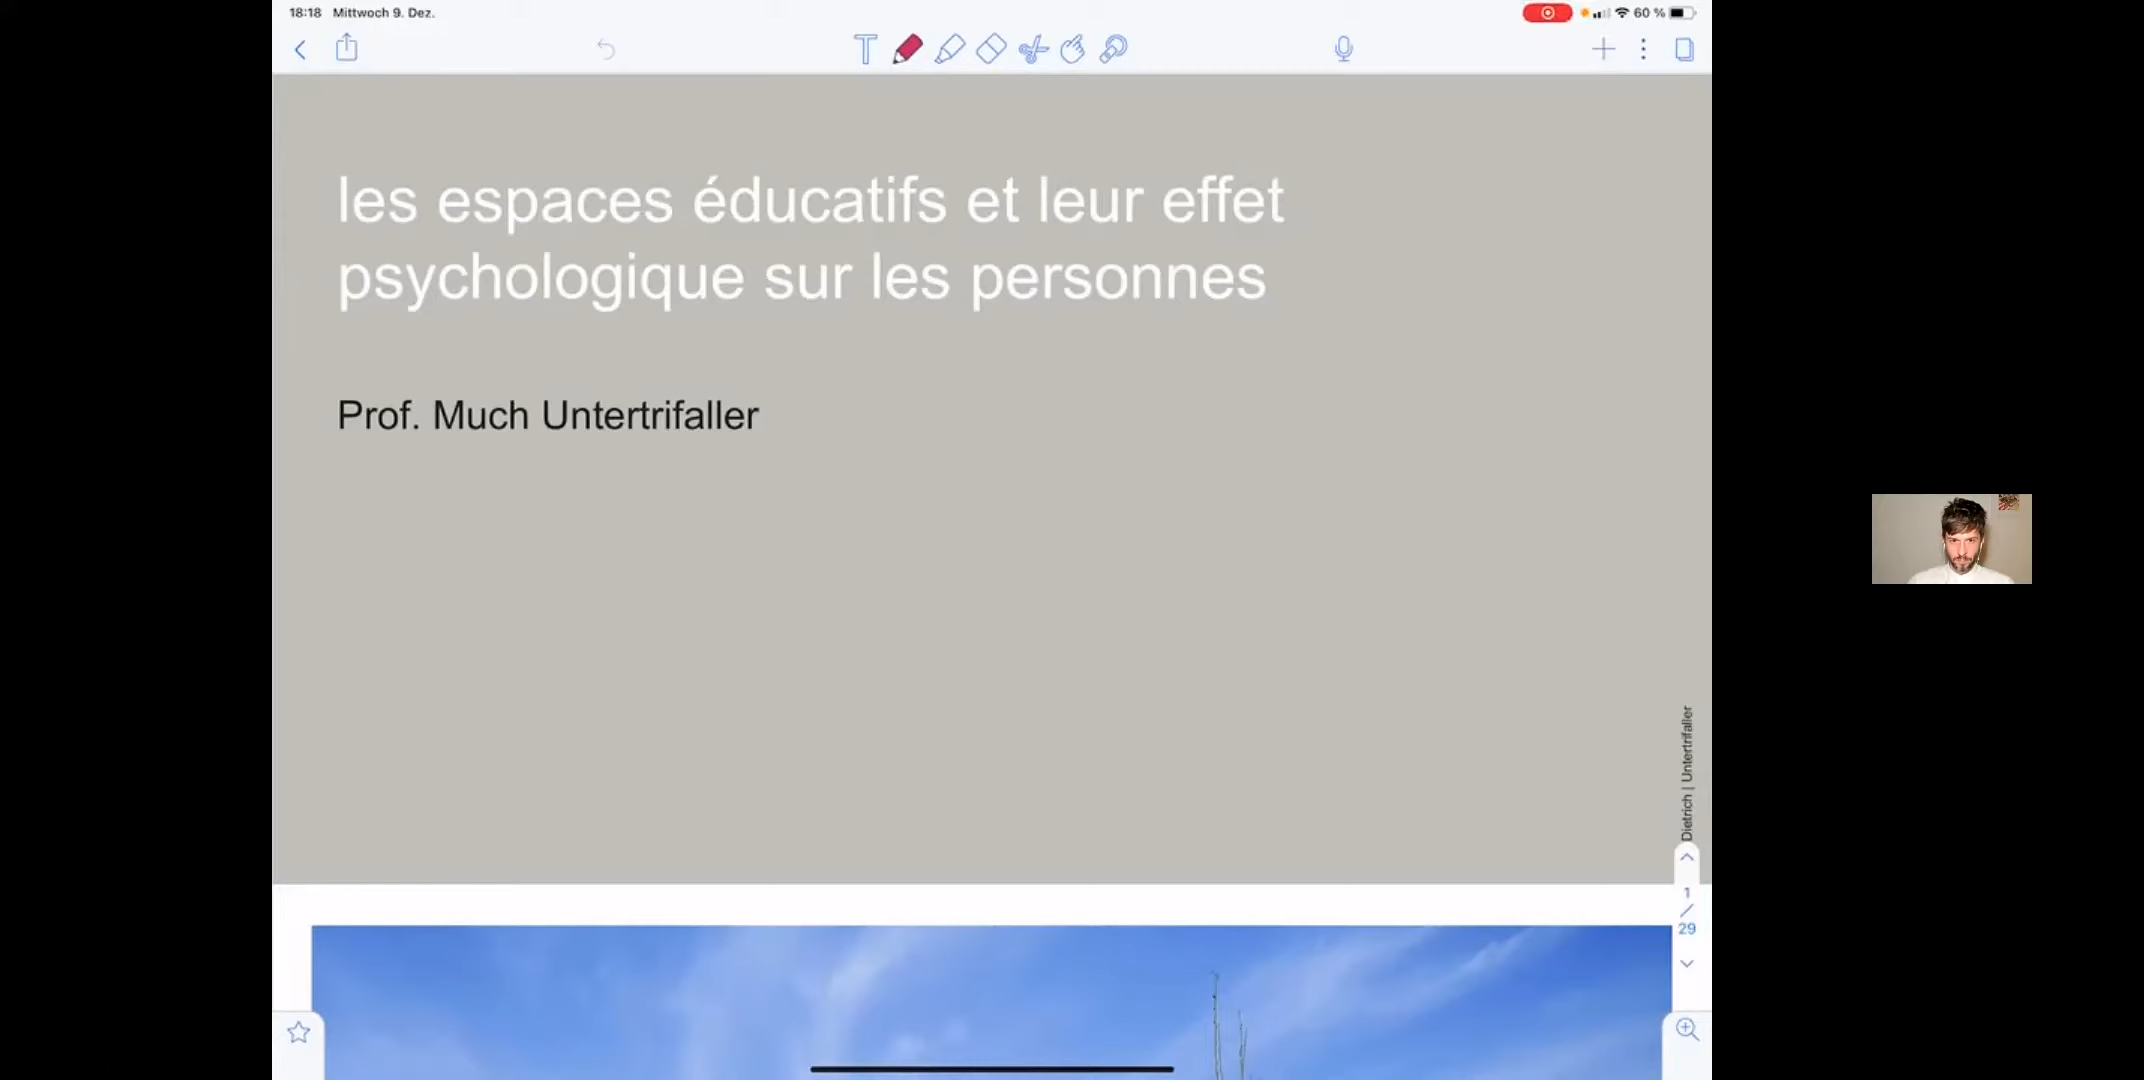 18:18 Mittwoch 9. Dez.
60 %
les espaces éducatifs et leur effet
psychologique sur les personnes
Prof. Much Untertrifaller
Dietrich | Untertrifaller
1
/
29